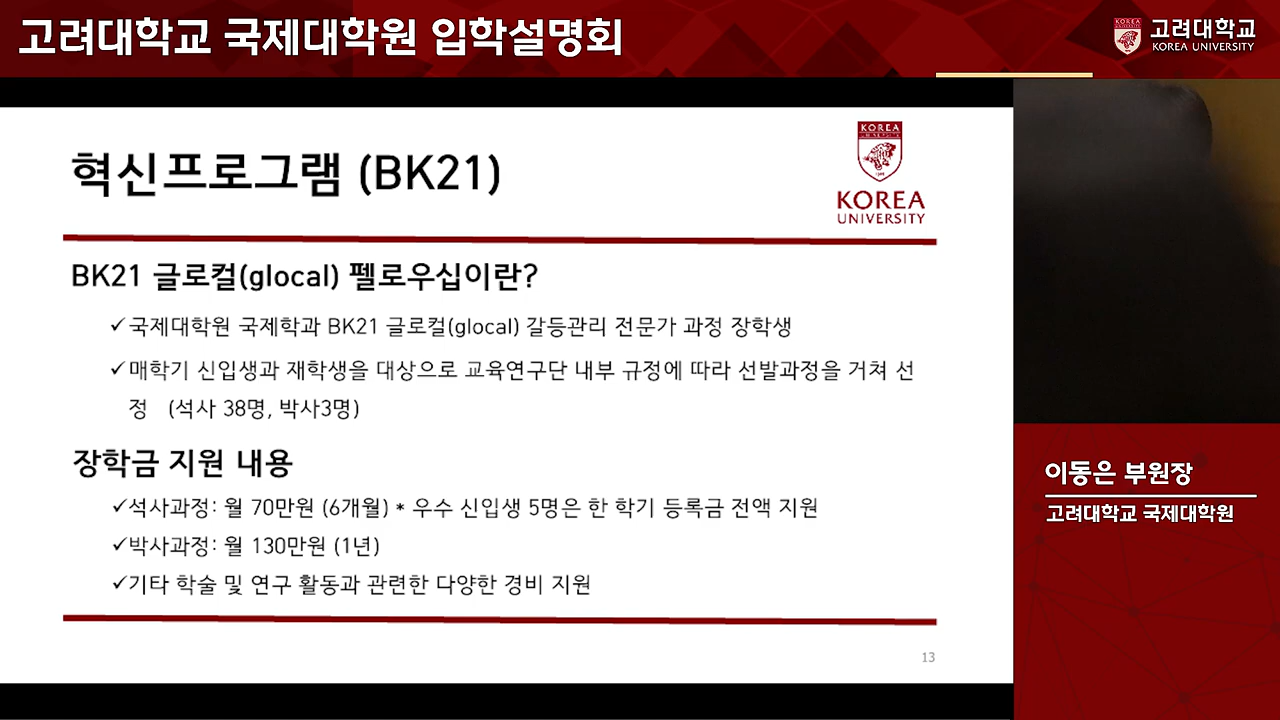 고려대학교 국제대학원 입학설명회
고려대학교
KOREA UNIVERSITY
혁신프로그램 (BK21)
KOREA
UNIVERSITY
BK21 글로컬(glocal) 펠로우십이란?
✓국제대학원 국제학과 BK21 글로컬(glocal) 갈등관리 전문가 과정 장학생
✓매학기 신입생과 재학생을 대상으로 교육연구단 내부 규정에 따라 선발과정을 거쳐 선
정 (석사 38명, 박사3명)
장학금 지원 내용
✓석사과정: 월 70만원 (6개월) * 우수 신입생 5명은 한 학기 등록금 전액 지원
✓박사과정: 월 130만원 (1년)
✓기타 학술 및 연구 활동과 관련한 다양한 경비 지원
13
이동은 부원장
고려대학교 국제대학원